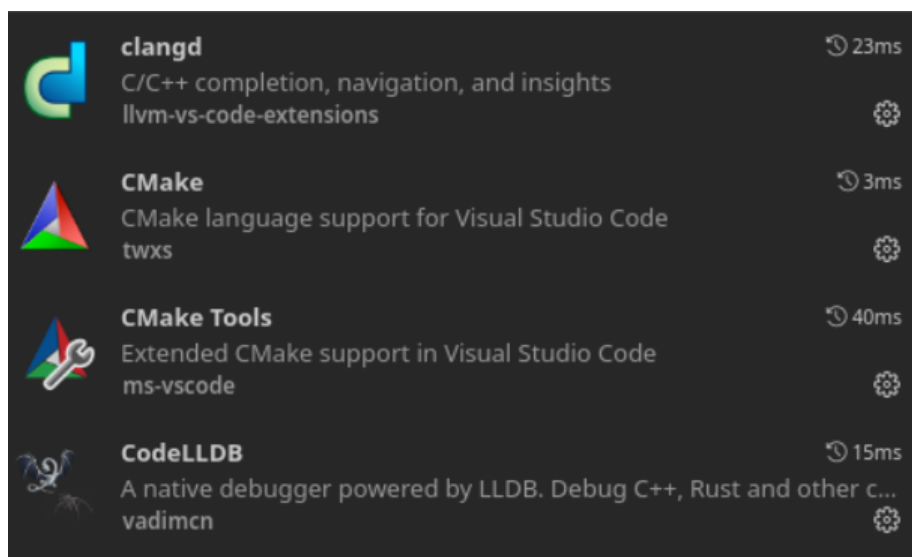 clangd
23ms
C/C++ completion, navigation, and insights
llvm-vs-code-extensions
CMake
3ms
CMake language support for Visual Studio Code
twxs
CMake Tools
40ms
Extended CMake support in Visual Studio Code
ms-vscode
CodeLLDB
15ms
A native debugger powered by LLDB. Debug C++, Rust and other c...
vadimcn